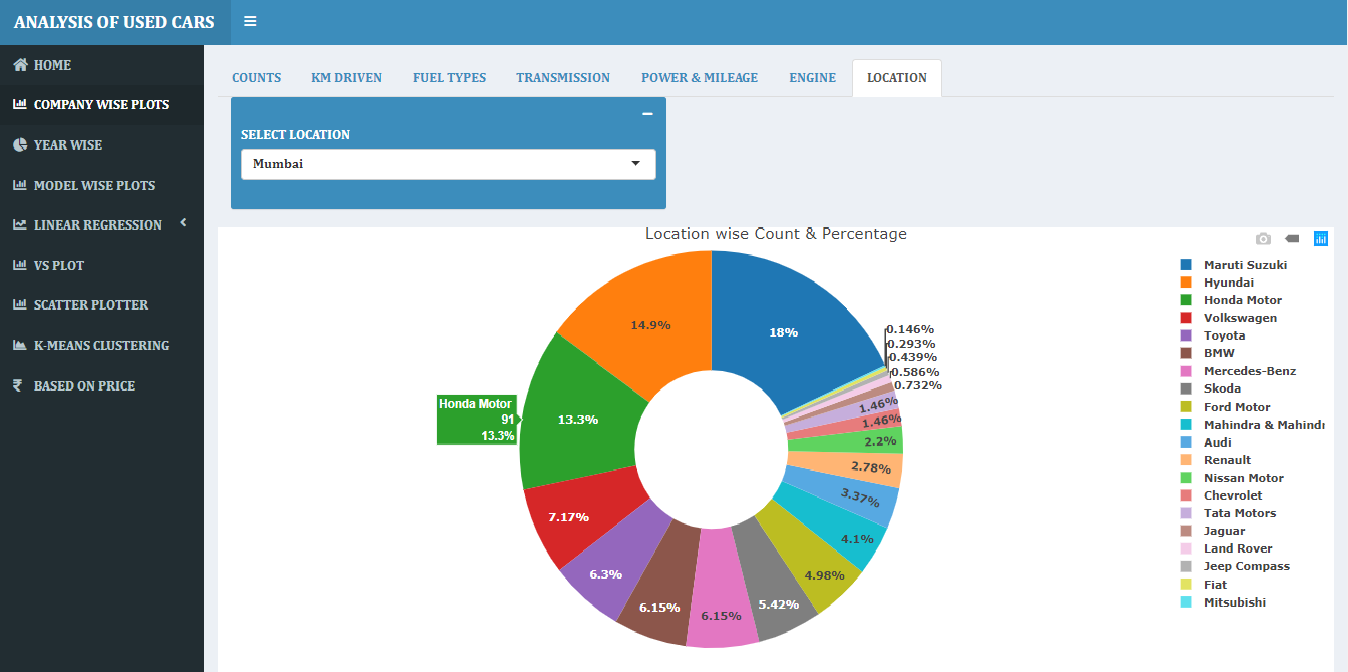 ANALYSIS OF USED CARS
HOME
COMPANY WISE PLOTS
YEAR WISE
MODEL WISE PLOTS
LINEAR REGRESSION
VS PLOT
SCATTER PLOTTER
K-MEANS CLUSTERING
BASED ON PRICE
COUNTS KM DRIVEN FUEL TYPES TRANSMISSION POWER & MILEAGE ENGINE LOCATION
SELECT LOCATION
Mumbai
Location wise Count & Percentage
18%
14.9%
13.3%
Honda Motor
91
13.3%
7.17%
6.3%
6.15%
6.15%
5.42%
4.98%
4.1%
3.37%
2.78%
2.2%
1.46%
1.46%
0.732%
0.586%
0.439%
0.293%
0.146%
Maruti Suzuki
Hyundai
Honda Motor
Volkswagen
Toyota
BMW
Mercedes-Benz
Skoda
Ford Motor
Mahindra & Mahindr
Audi
Renault
Nissan Motor
Chevrolet
Tata Motors
Jaguar
Land Rover
Jeep Compass
Fiat
Mitsubishi